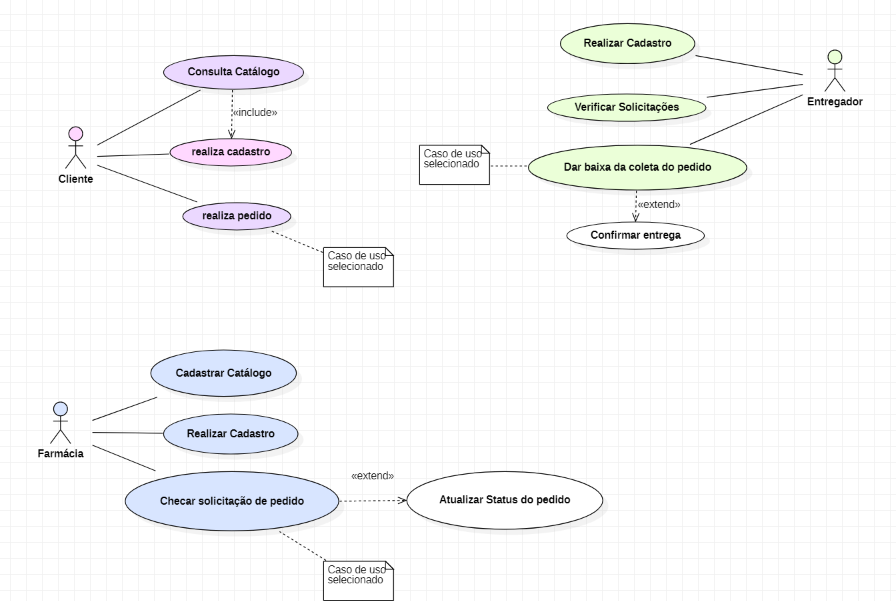 Realizar Cadastro
Consulta Catálogo
Entregador
Verificar Solicitações
«include»
realiza cadastro
Caso de uso
selecionado
Dar baixa da coleta do pedido
Cliente
«extend»
realiza pedido
Confirmar entrega
Caso de uso
selecionado
Cadastrar Catálogo
Realizar Cadastro
Farmácia
«extend»
Checar solicitação de pedido
Atualizar Status do pedido
Caso de uso
selecionado